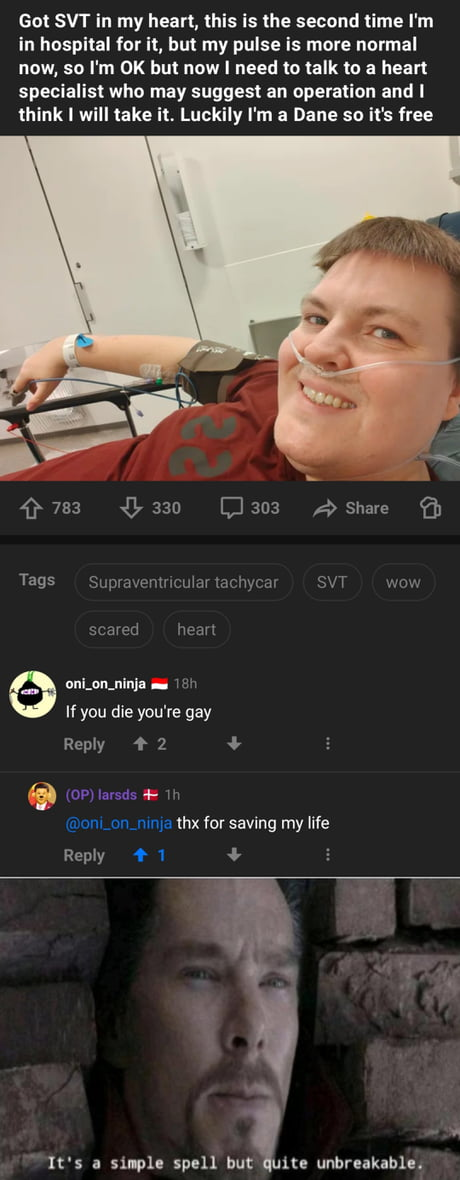 Got SVT in my heart, this is the second time I'm
in hospital for it, but my pulse is more normal
now, so I'm OK but now I need to talk to a heart
specialist who may suggest an operation and I
think I will take it. Luckily I'm a Dane so it's free
783 330 303 Share
Tags Supraventricular tachycar SVT wow
scared heart
oni_on_ninja 18h
If you die you're gay
Reply 2
(OP) larsds 1h
@oni_on_ninja thx for saving my life
Reply 1
It's a simple spell but quite unbreakable.